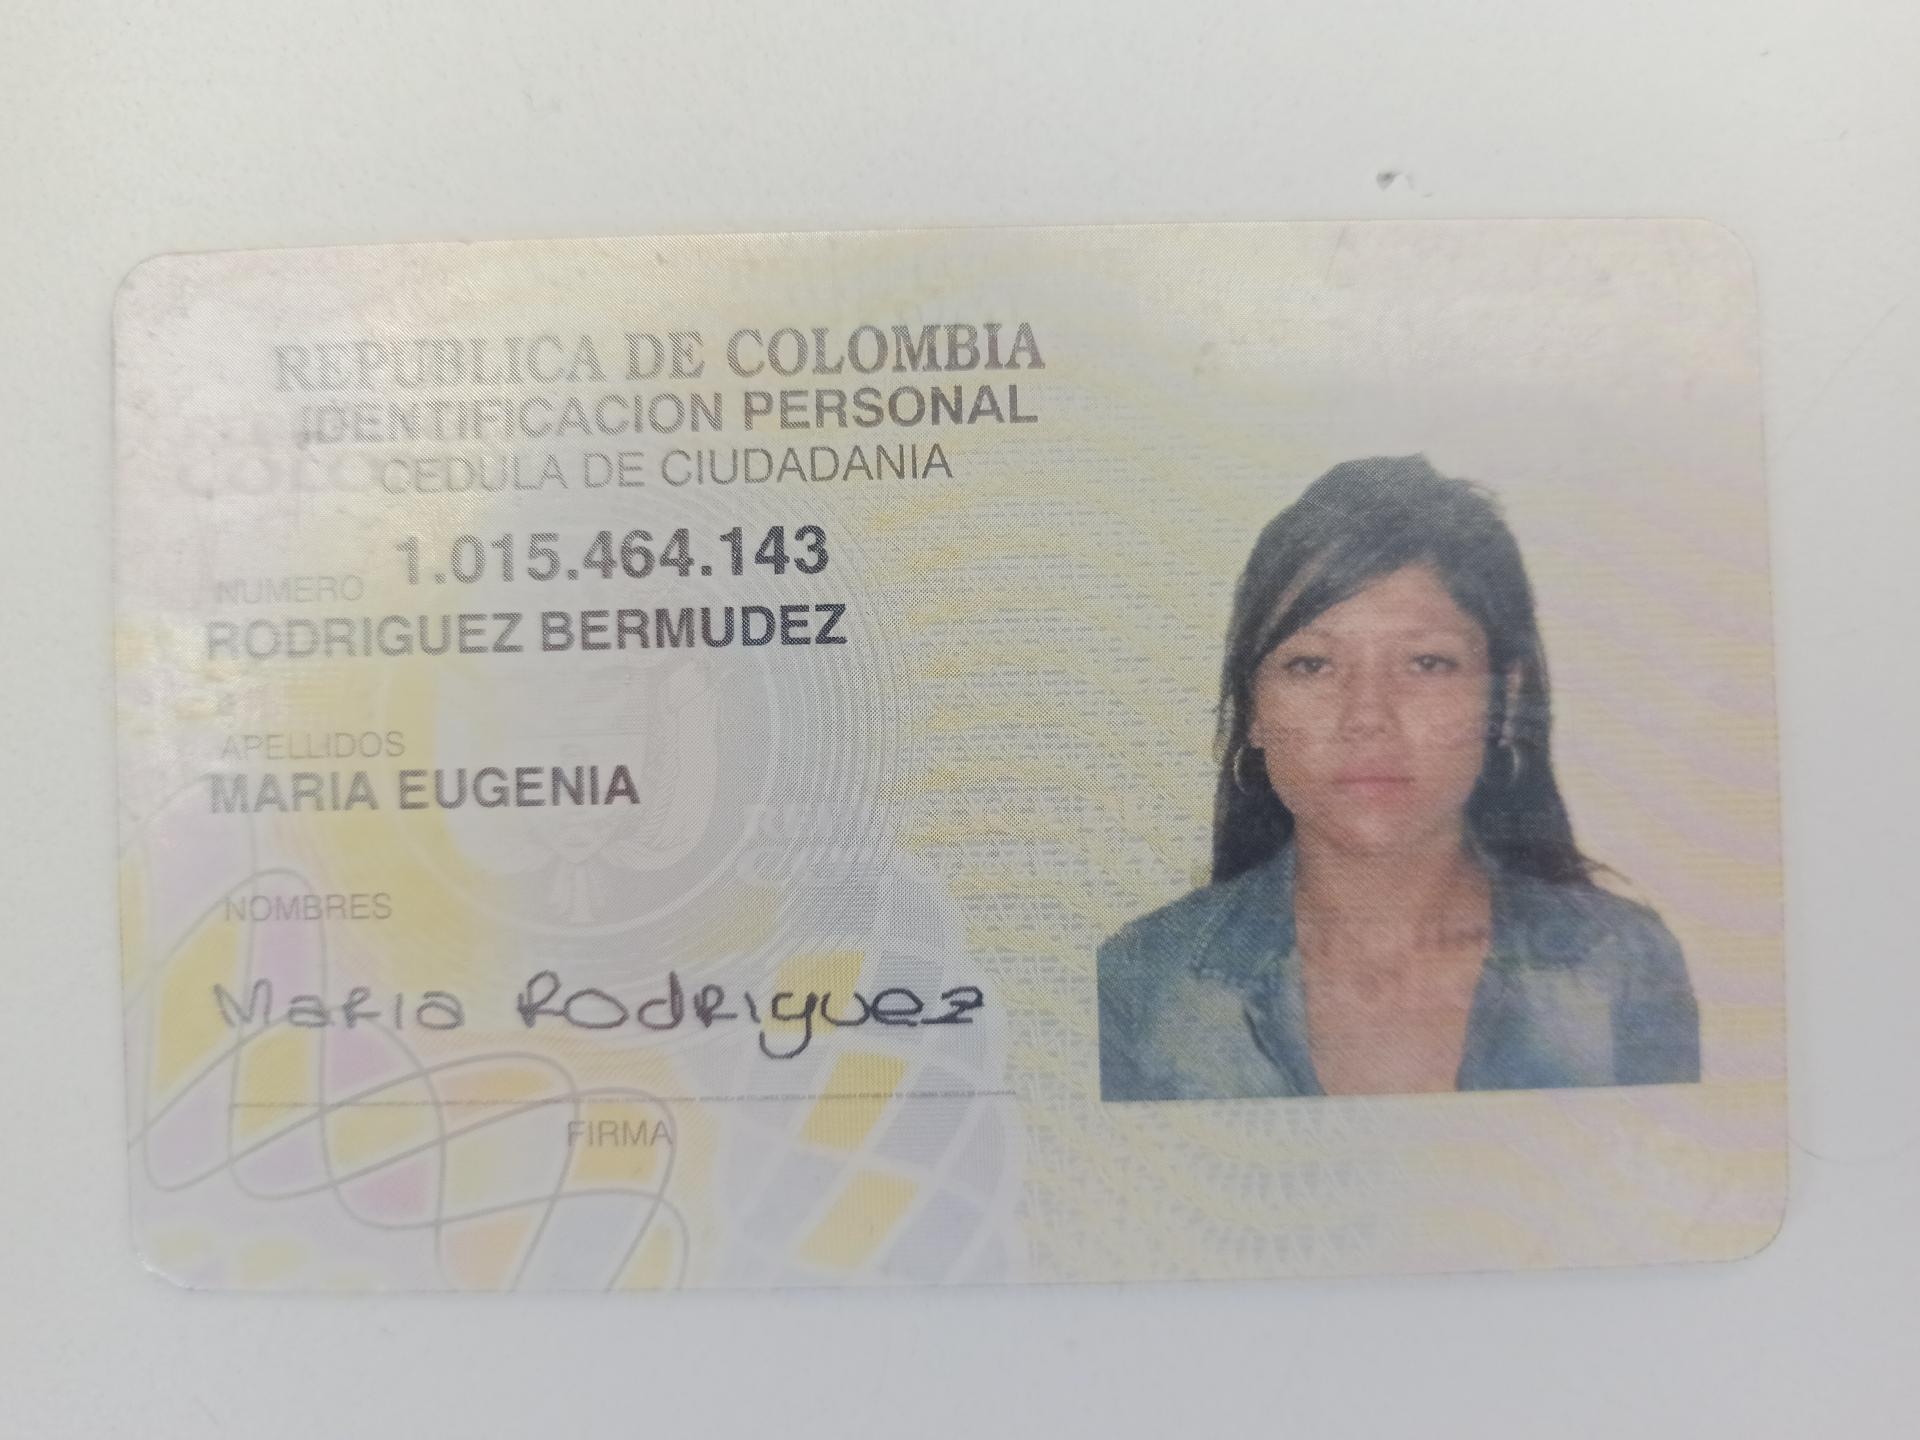 REPUBLICA DE COLOMBIA
IDENTIFICACION PERSONAL
CEDULA DE CIUDADANIA
NUMERO 1.015.464.143
RODRIGUEZ BERMUDEZ
APELLIDOS
MARIA EUGENIA
NOMBRES
Maria Rodriguez
FIRMA